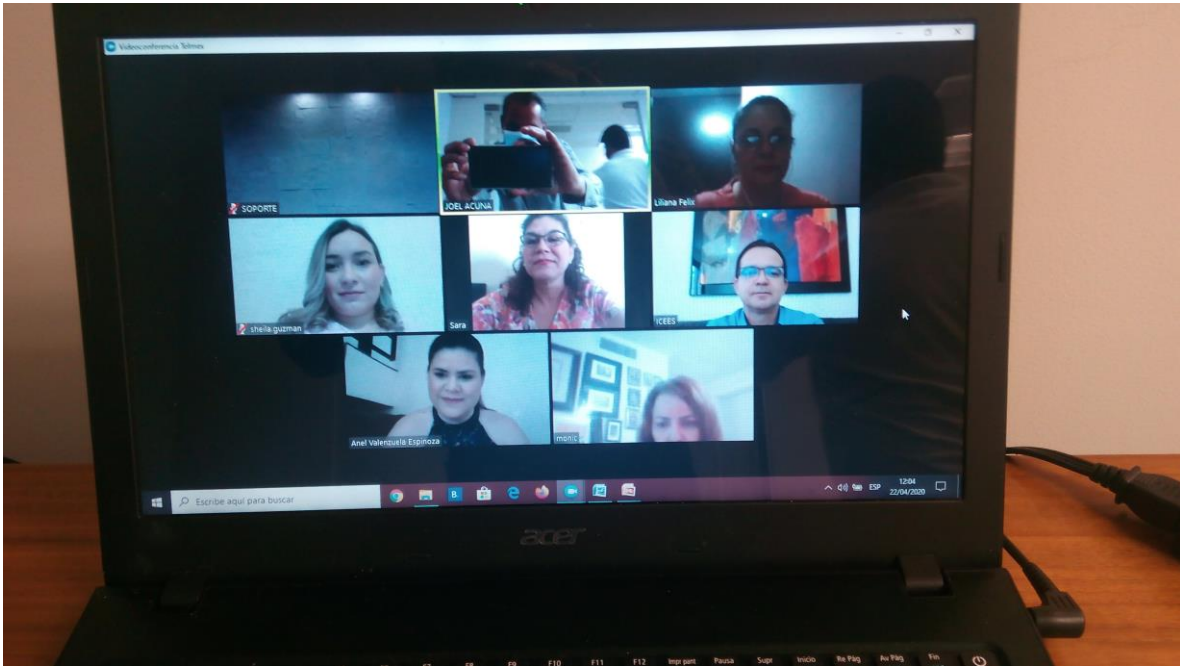 Videoconferencia Telmex
SOPORTE
JOEL ACUNA
Liliana Felix
sheila guzman
Sara
ICEES
Anel Valenzuela Espinoza
monic
Escribe aquí para buscar
B.
ESP
12:04
22/04/2020
acer
F7 F8 F9 F10 F11 F12 Impr pant Pausa Supr Inicio Re Pág Av Pág Fin